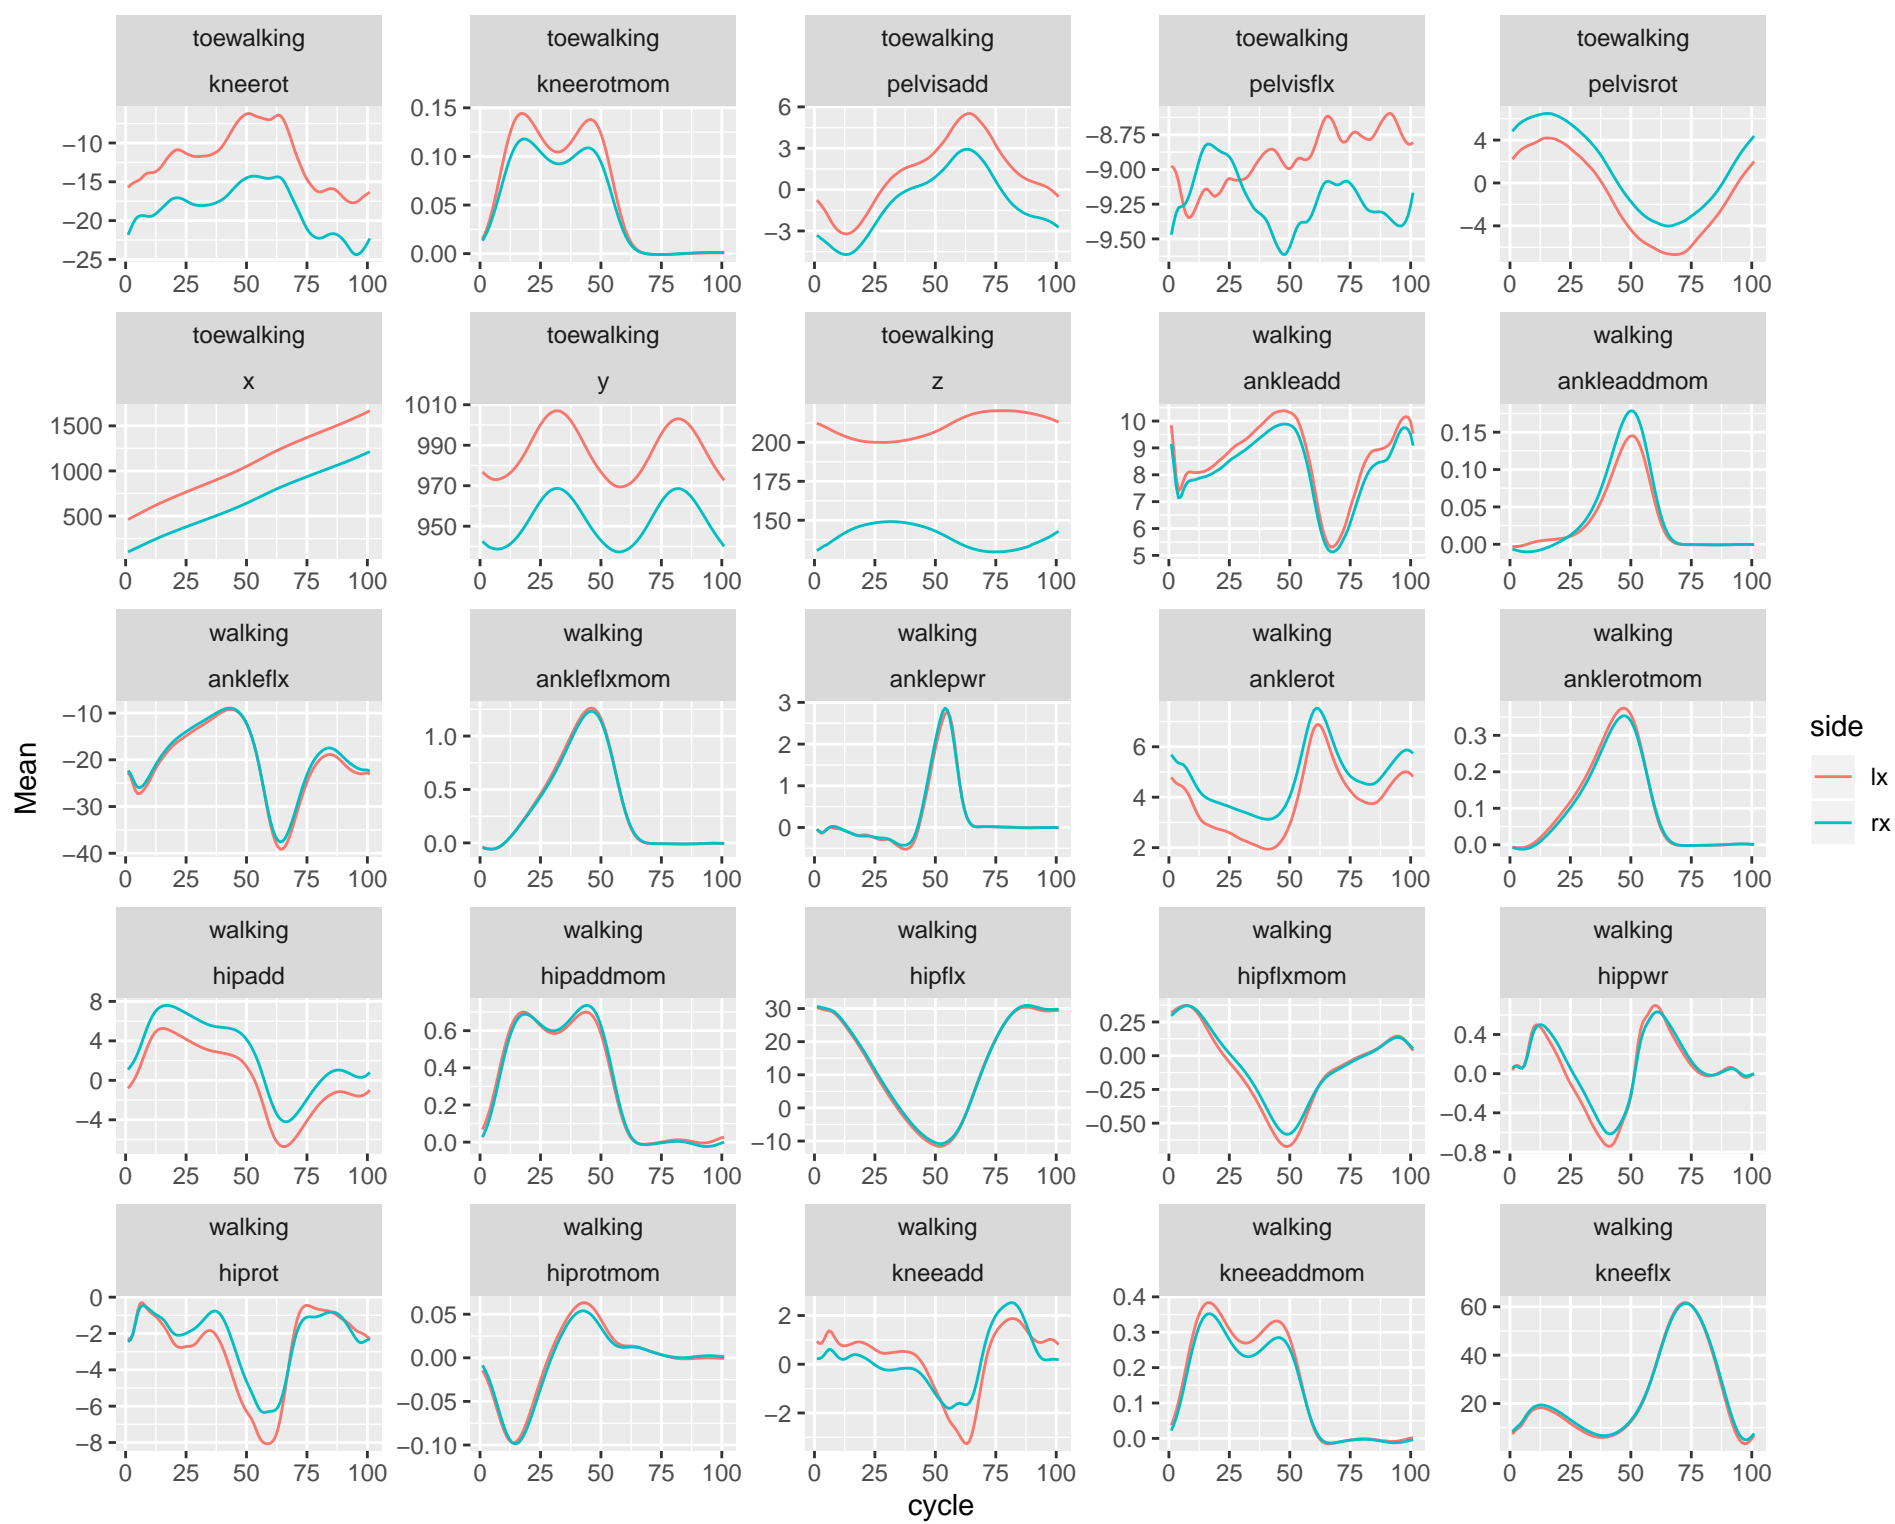 toewalking toewalking toewalking toewalking toewalking
kneerot kneerotmom pelvisadd pelvisflx pelvisrot
−10 −15 −20 −25
0.15 0.10 0.05 0.00
6 3 0 −3
−8.75 −9.00 −9.25 −9.50
4 0 −4
0 25 50 75 100 0 25 50 75 100 0 25 50 75 100 0 25 50 75 100 0 25 50 75 100
toewalking toewalking toewalking walking walking
x y z ankleadd ankleaddmom
1500 1000 500
1010 990 970 950
200 175 150
10 9 8 7 6 5
0.15 0.10 0.05 0.00
0 25 50 75 100 0 25 50 75 100 0 25 50 75 100 0 25 50 75 100 0 25 50 75 100
walking walking walking walking walking
ankleflx ankleflxmom anklepwr anklerot anklerotmom
−10 −20 −30 −40
1.0 0.5 0.0
3 2 1 0
6 4 2
0.3 0.2 0.1 0.0
0 25 50 75 100 0 25 50 75 100 0 25 50 75 100 0 25 50 75 100 0 25 50 75 100
Mean
side
lx
rx
walking walking walking walking walking
hipadd hipaddmom hipflx hipflxmom hippwr
8 4 0 −4
0.6 0.4 0.2 0.0
30 20 10 0 −10
0.25 0.00 −0.25 −0.50
0.4 0.0 −0.4 −0.8
0 25 50 75 100 0 25 50 75 100 0 25 50 75 100 0 25 50 75 100 0 25 50 75 100
walking walking walking walking walking
hiprot hiprotmom kneeadd kneeaddmom kneeflx
0 −2 −4 −6 −8
0.05 0.00 −0.05 −0.10
2 0 −2
0.4 0.3 0.2 0.1 0.0
60 40 20
0 25 50 75 100 0 25 50 75 100 0 25 50 75 100 0 25 50 75 100 0 25 50 75 100
cycle